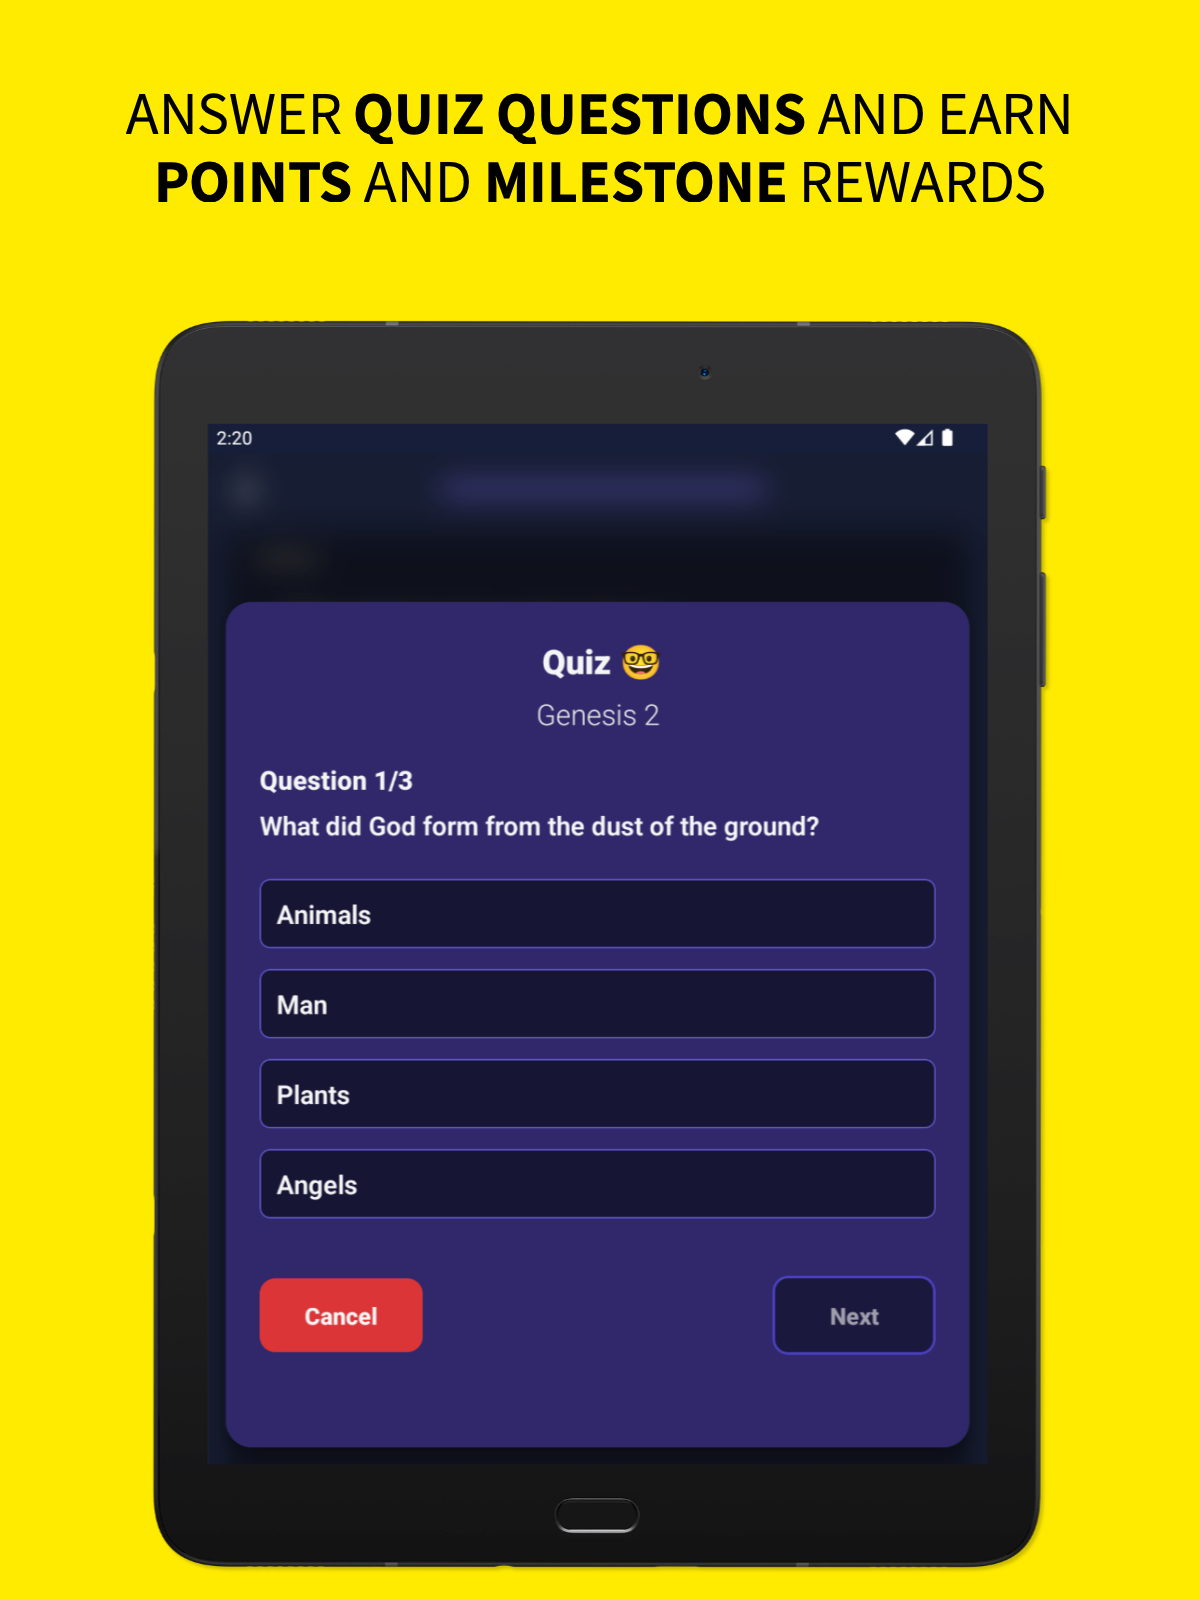 ANSWER QUIZ QUESTIONS AND EARN
POINTS AND MILESTONE REWARDS
2:20
Quiz 🤓
Genesis 2
Question 1/3
What did God form from the dust of the ground?
Animals
Man
Plants
Angels
Cancel
Next